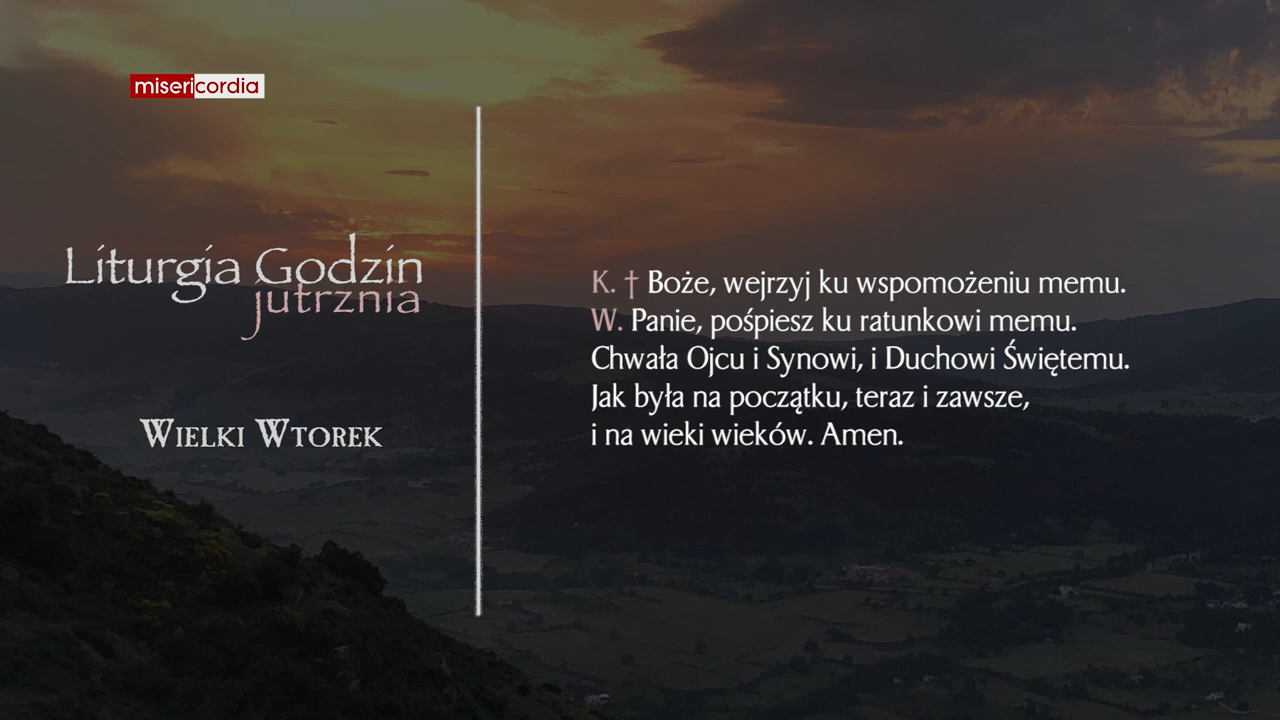 misericordia
Liturgia Godzin
jutrznia
Wielki Wtorek
K. † Boże, wejrzyj ku wspomożeniu memu.
W. Panie, pośpiesz ku ratunkowi memu.
Chwała Ojcu i Synowi, i Duchowi Świętemu.
Jak była na początku, teraz i zawsze,
i na wieki wieków. Amen.